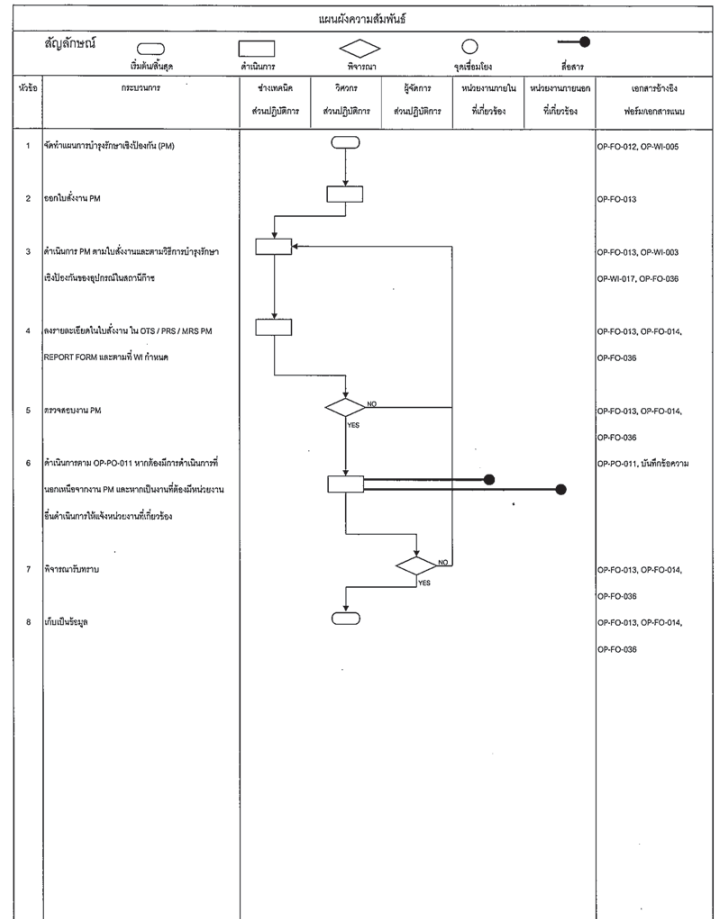 แผนผังความสัมพันธ์
สัญลักษณ์
เริ่มต้น/สิ้นสุด ดำเนินการ พิจารณา จุดเชื่อมโยง สื่อสาร
หัวข้อ กระบวนการ ช่างเทคนิค วิศวกร ผู้จัดการ หน่วยงานภายใน หน่วยงานภายนอก เอกสารอ้างอิง
ส่วนปฏิบัติการ ส่วนปฏิบัติการ ส่วนปฏิบัติการ ที่เกี่ยวข้อง ที่เกี่ยวข้อง ฟอร์ม/เอกสารแนบ
1 จัดทำแผนการบำรุงรักษาเชิงป้องกัน (PM) OP-FO-012, OP-WI-005
2 ออกใบสั่งงาน PM OP-FO-013
3 ดำเนินการ PM ตามใบสั่งงานและตามวิธีการบำรุงรักษา OP-FO-013, OP-WI-003
เชิงป้องกันของอุปกรณ์ในสถานีก๊าซ OP-WI-017, OP-FO-036
4 ลงรายละเอียดในใบสั่งงาน ใน OTS / PRS / MRS PM OP-FO-013, OP-FO-014,
REPORT FORM และตามที่ WI กำหนด OP-FO-036
NO
5 ตรวจสอบงาน PM OP-FO-013, OP-FO-014,
YES
OP-FO-036
6 ดำเนินการตาม OP-PO-011 หากต้องมีการดำเนินการที่ OP-PO-011, บันทึกข้อความ
นอกเหนือจากงาน PM และหากเป็นงานที่ต้องมีหน่วยงาน
อื่นดำเนินการให้แจ้งหน่วยงานที่เกี่ยวข้อง
NO
7 พิจารณารับทราบ OP-FO-013, OP-FO-014,
YES
OP-FO-036
8 เก็บเป็นข้อมูล OP-FO-013, OP-FO-014,
OP-FO-036